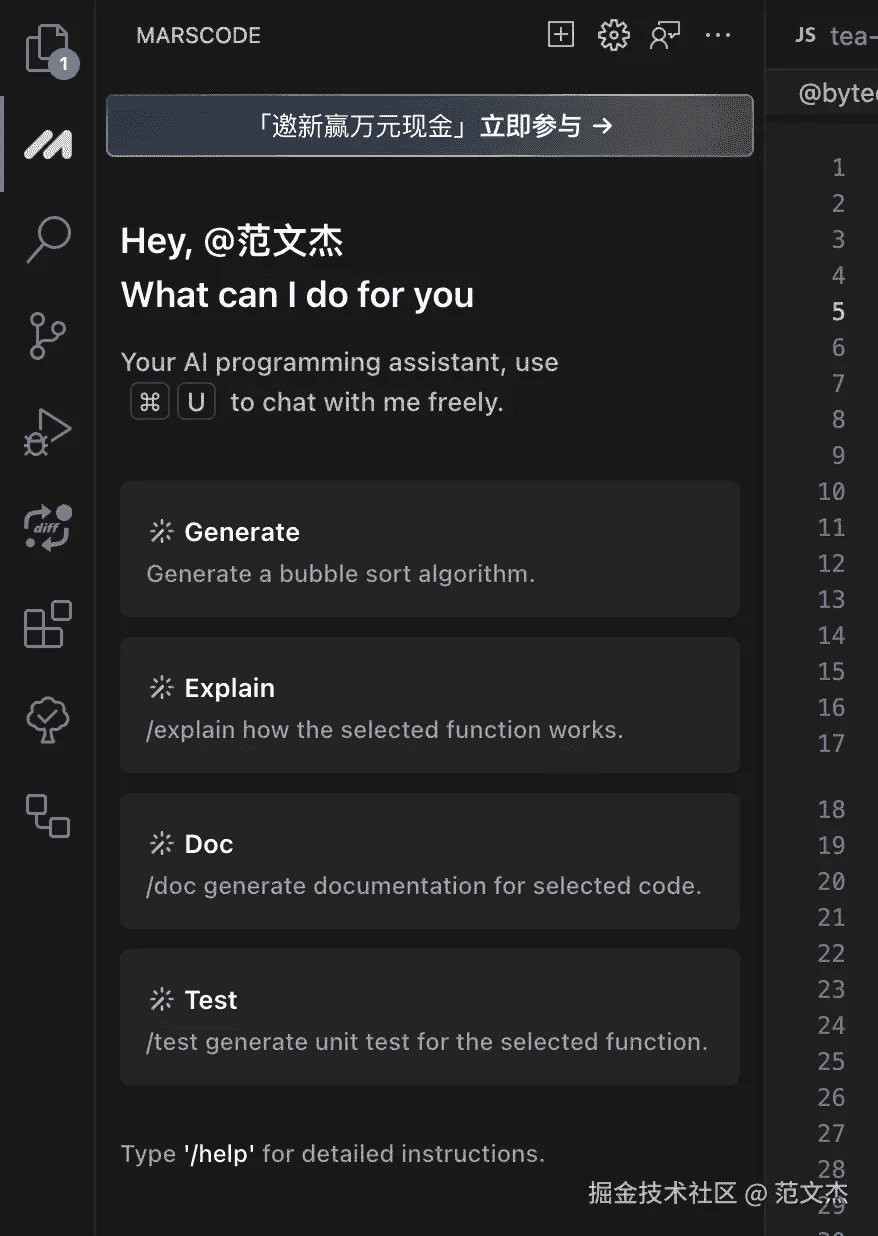 1
MARSCODE
JS tea-
@byte
「邀新赢万元现金」立即参与 →
Hey, @范文杰
What can I do for you
Your AI programming assistant, use
⌘ U to chat with me freely.
Generate
Generate a bubble sort algorithm.
Explain
/explain how the selected function works.
Doc
/doc generate documentation for selected code.
Test
/test generate unit test for the selected function.
Type '/help' for detailed instructions.
diff
1
2
3
4
5
6
7
8
9
10
11
12
13
14
15
16
17
18
19
20
21
22
23
24
25
26
27
28
29
掘金技术社区 @ 范文杰